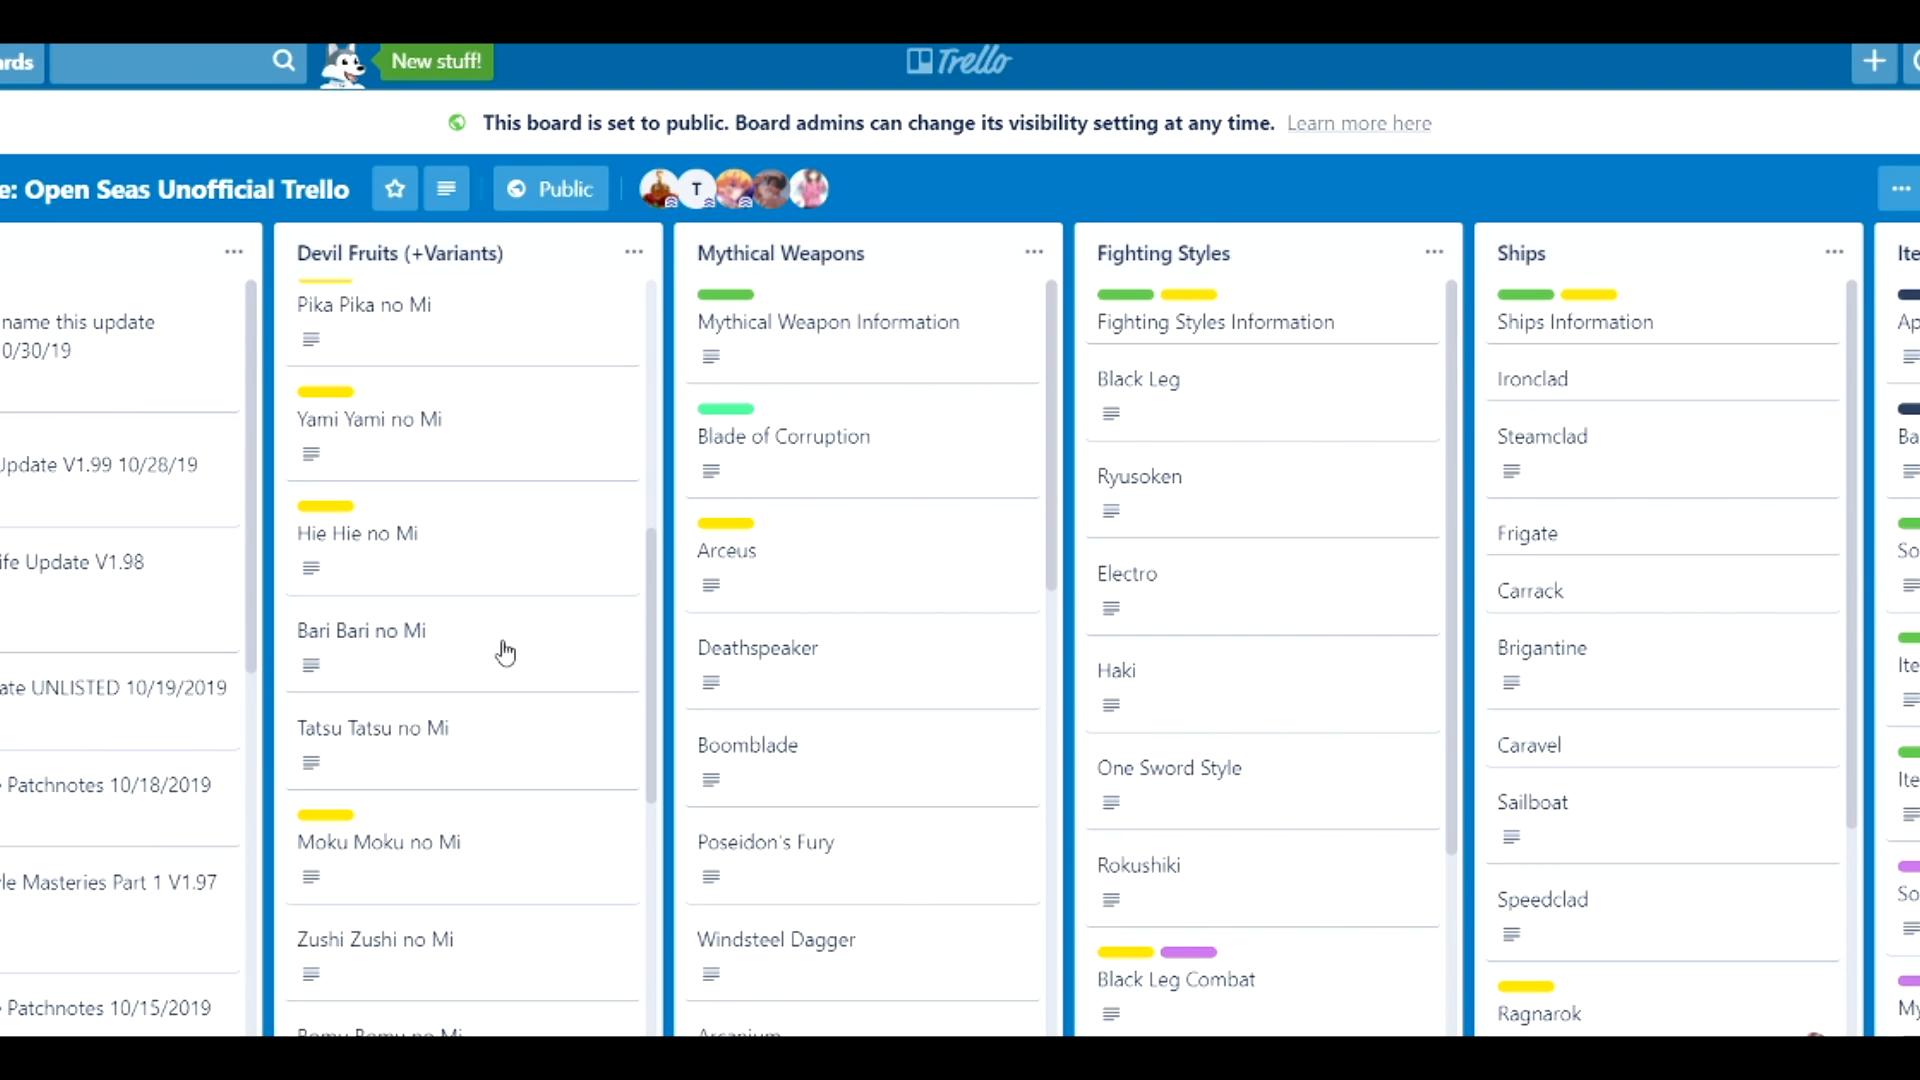 ards
New stuff!
Trello
This board is set to public. Board admins can change its visibility setting at any time. Learn more here
e: Open Seas Unofficial Trello
Public
T
name this update
0/30/19
Update V1.99 10/28/19
ife Update V1.98
ate UNLISTED 10/19/2019
Patchnotes 10/18/2019
le Masteries Part 1 V1.97
Patchnotes 10/15/2019
Devil Fruits (+Variants)
Pika Pika no Mi
Yami Yami no Mi
Hie Hie no Mi
Bari Bari no Mi
Tatsu Tatsu no Mi
Moku Moku no Mi
Zushi Zushi no Mi
Mythical Weapons
Mythical Weapon Information
Blade of Corruption
Arceus
Deathspeaker
Boomblade
Poseidon's Fury
Windsteel Dagger
Arcanium
Fighting Styles
Fighting Styles Information
Black Leg
Ryusoken
Electro
Haki
One Sword Style
Rokushiki
Black Leg Combat
Ships
Ships Information
Ironclad
Steamclad
Frigate
Carrack
Brigantine
Caravel
Sailboat
Speedclad
Ragnarok
Ite
Ap
Ba
So
Ite
Ite
So
My